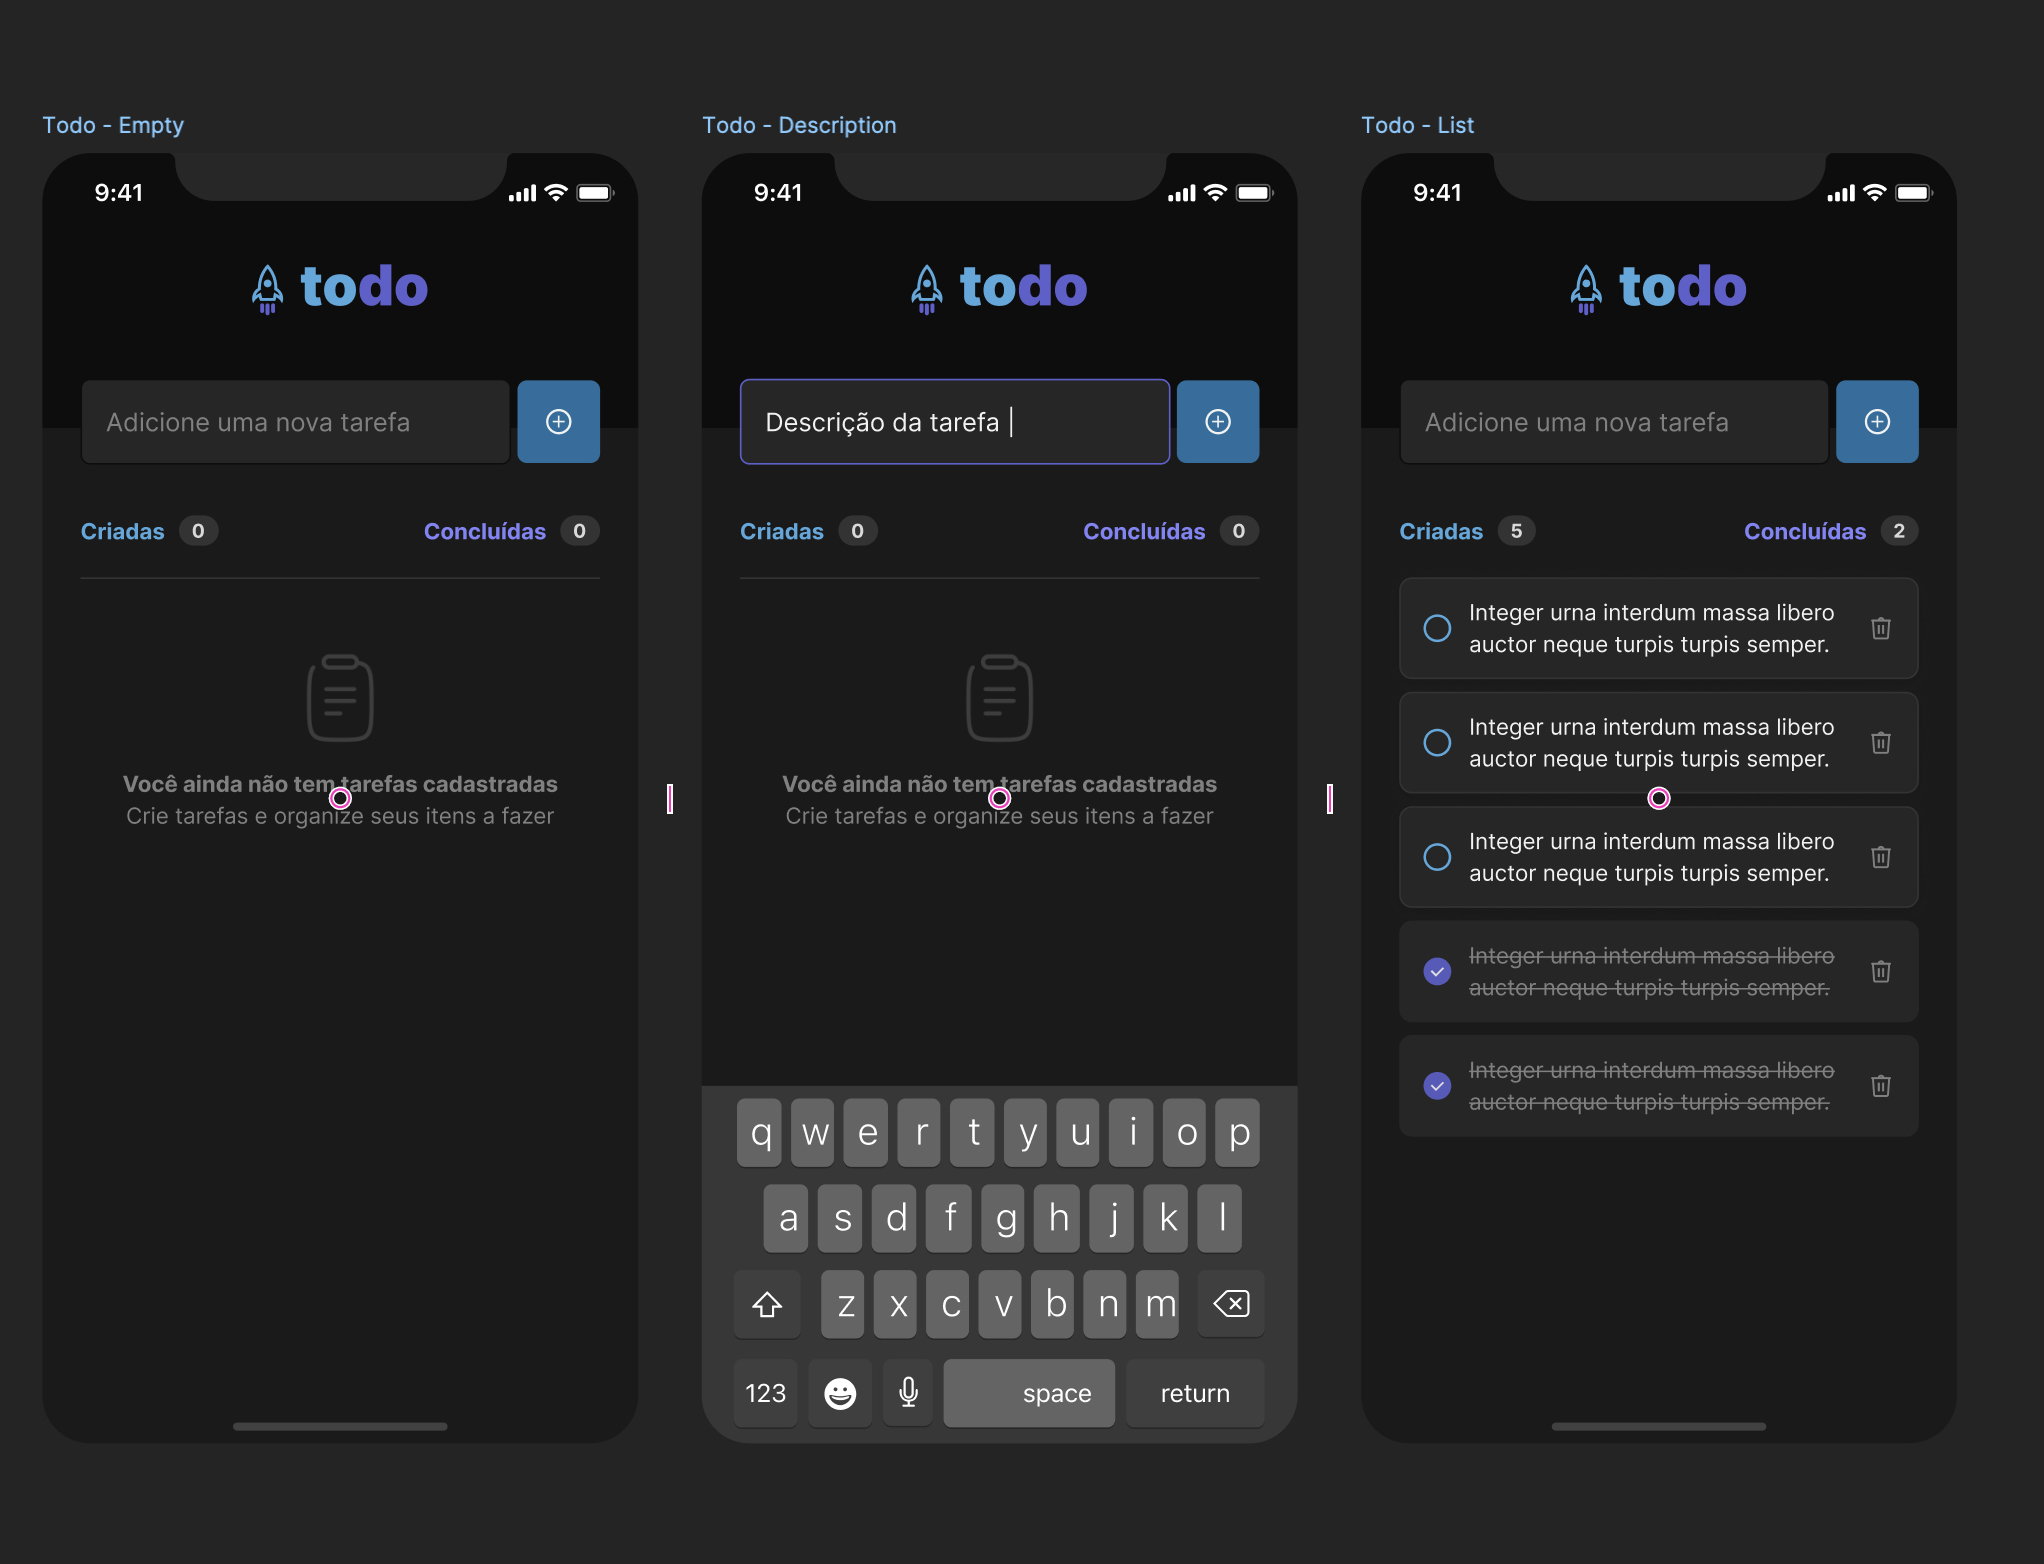 Todo - Empty
9:41
todo
Adicione uma nova tarefa
Criadas 0 Concluídas 0
Você ainda não tem tarefas cadastradas
Crie tarefas e organize seus itens a fazer
Todo - Description
9:41
todo
Descrição da tarefa
Criadas 0 Concluídas 0
Você ainda não tem tarefas cadastradas
Crie tarefas e organize seus itens a fazer
q w e r t y u i o p
a s d f g h j k l
z x c v b n m
123 space return
Todo - List
9:41
todo
Adicione uma nova tarefa
Criadas 5 Concluídas 2
Integer urna interdum massa libero
auctor neque turpis turpis semper.
Integer urna interdum massa libero
auctor neque turpis turpis semper.
Integer urna interdum massa libero
auctor neque turpis turpis semper.
Integer urna interdum massa libero
auctor neque turpis turpis semper.
Integer urna interdum massa libero
auctor neque turpis turpis semper.